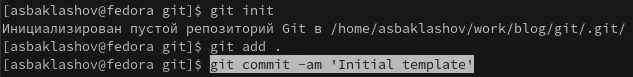 [asbaklashov@fedora git]$ git init
Инициализирован пустой репозиторий Git в /home/asbaklashov/work/blog/git/.git/
[asbaklashov@fedora git]$ git add .
[asbaklashov@fedora git]$ git commit -am 'Initial template'